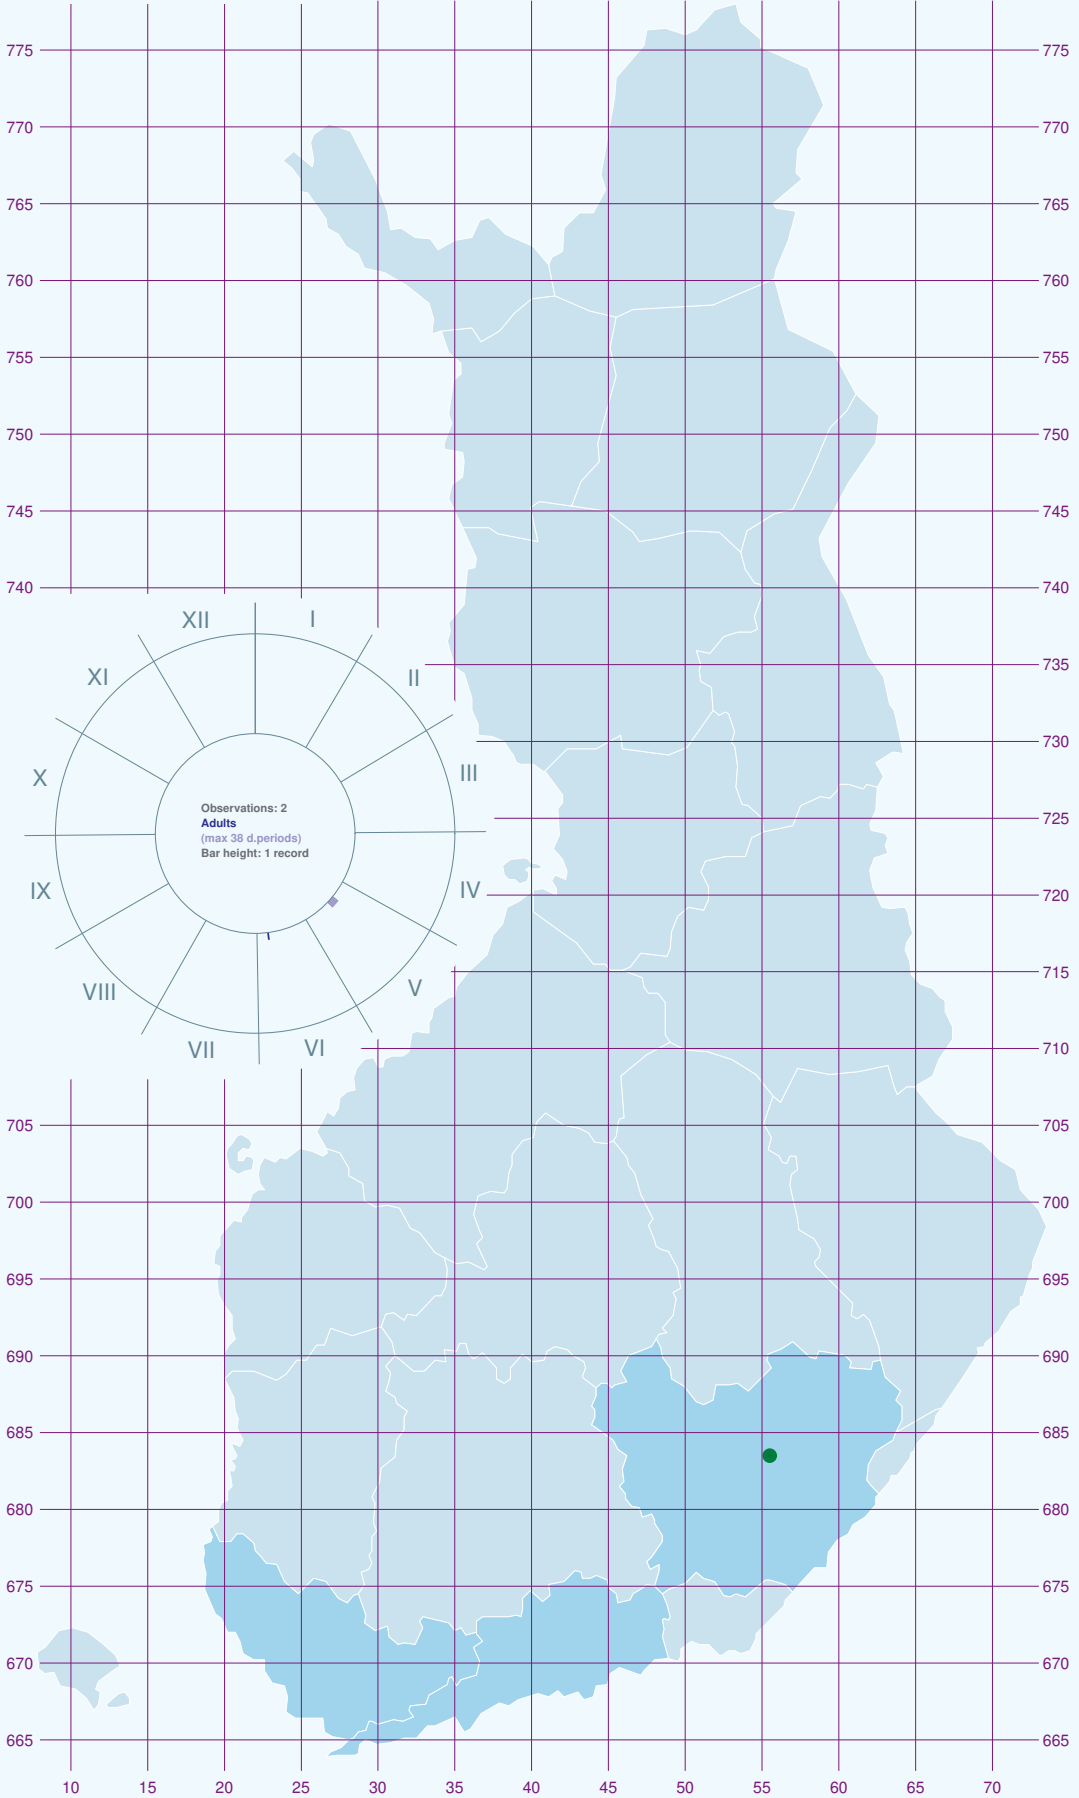 775 775
770 770
765 765
760 760
755 755
750 750
745 745
740 740
735
730
725
720
715
710
705 705
700 700
695 695
690 690
685 685
680 680
675 675
670 670
665 665
XII I
XI II
X III
IX IV
VIII V
VII VI
Observations: 2
Adults
(max 38 d.periods)
Bar height: 1 record
10 15 20 25 30 35 40 45 50 55 60 65 70